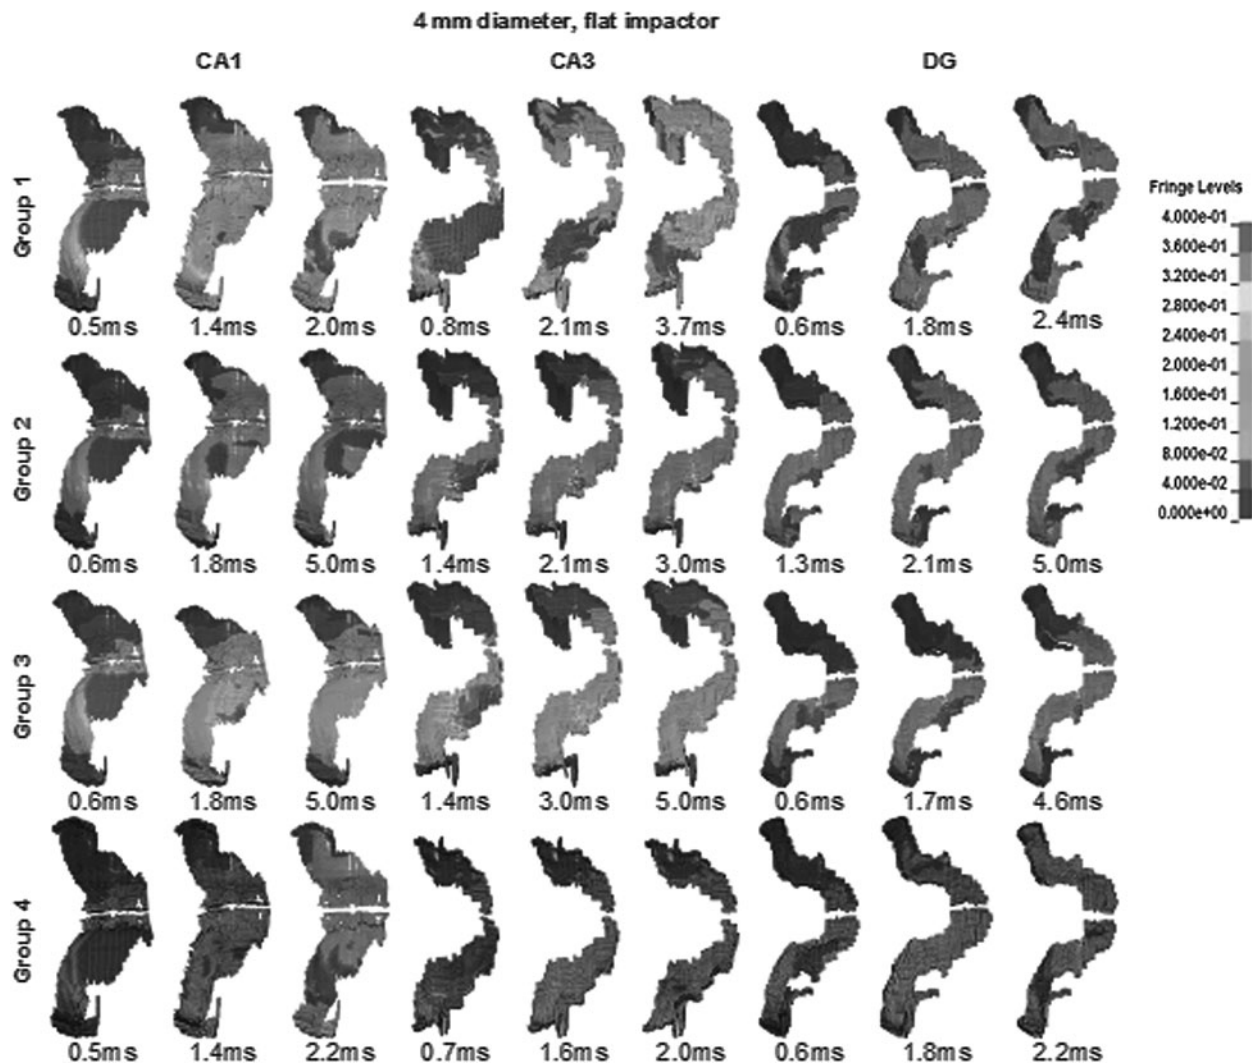 4 mm diameter, flat impactor
CA1 CA3 DG
Group 1
0.5ms 1.4ms 2.0ms 0.8ms 2.1ms 3.7ms 0.6ms 1.8ms 2.4ms
Group 2
0.6ms 1.8ms 5.0ms 1.4ms 2.1ms 3.0ms 1.3ms 2.1ms 5.0ms
Group 3
0.6ms 1.8ms 5.0ms 1.4ms 3.0ms 5.0ms 0.6ms 1.7ms 4.6ms
Group 4
0.5ms 1.4ms 2.2ms 0.7ms 1.6ms 2.0ms 0.6ms 1.8ms 2.2ms
Fringe Levels
4.000e-01
3.600e-01
3.200e-01
2.800e-01
2.400e-01
2.000e-01
1.600e-01
1.200e-01
8.000e-02
4.000e-02
0.000e+00